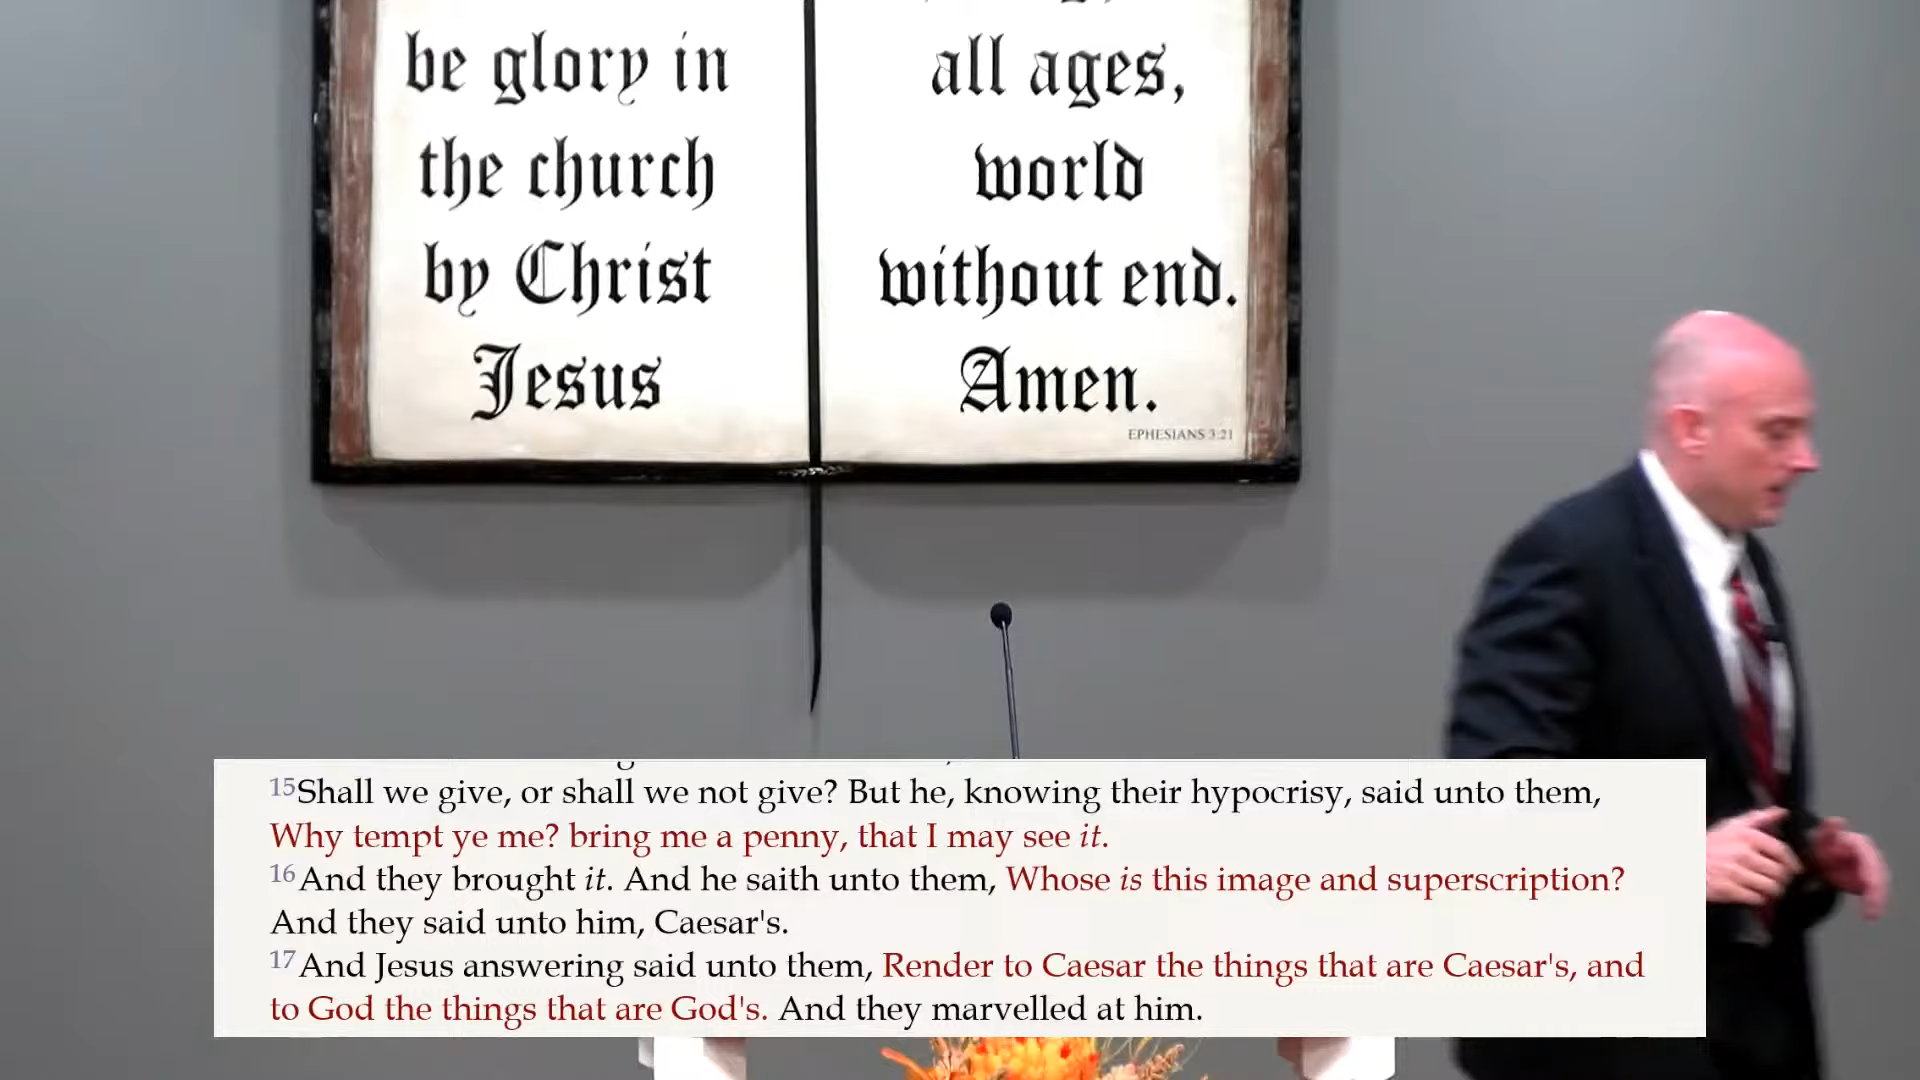 be glory in
the church
by Christ
Jesus
all ages,
world
without end.
Amen.
EPHESIANS 3:21
15Shall we give, or shall we not give? But he, knowing their hypocrisy, said unto them,
Why tempt ye me? bring me a penny, that I may see it.
16And they brought it. And he saith unto them, Whose is this image and superscription?
And they said unto him, Caesar's.
17And Jesus answering said unto them, Render to Caesar the things that are Caesar's, and
to God the things that are God's. And they marvelled at him.